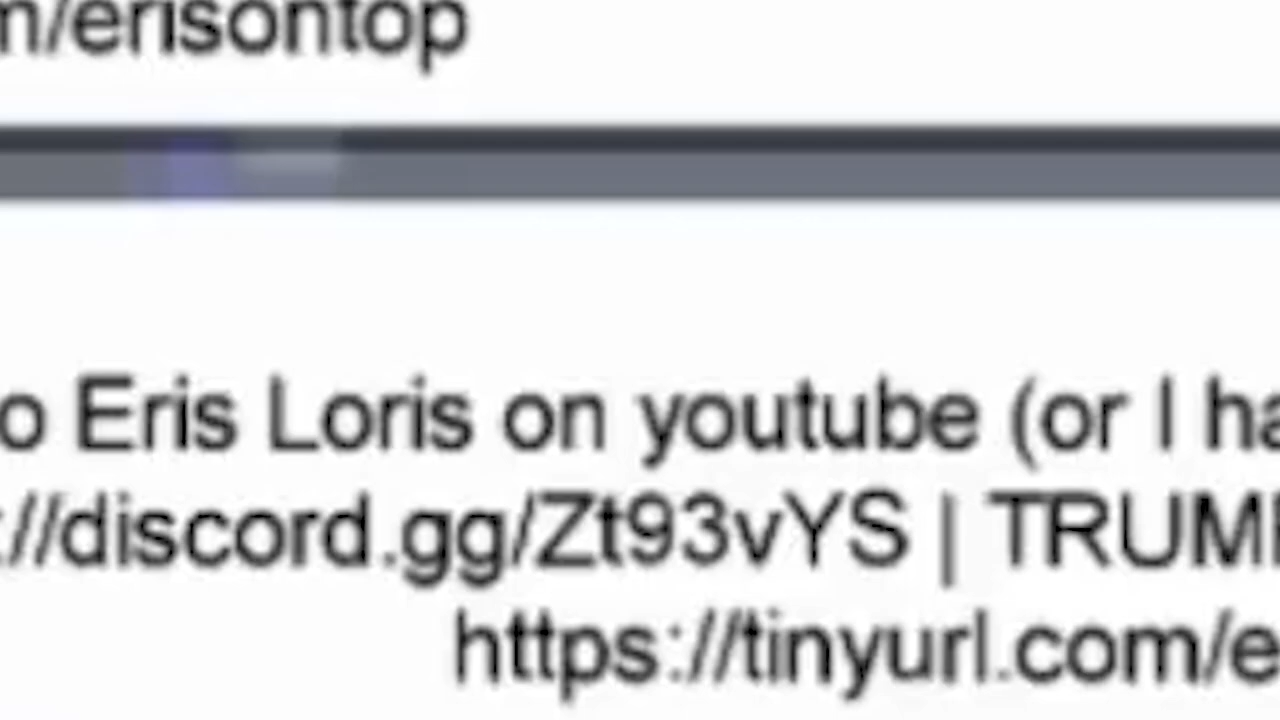 m/erisontop
o Eris Loris on youtube (or I ha
://discord.gg/Zt93vYS | TRUM
https://tinyurl.com/e